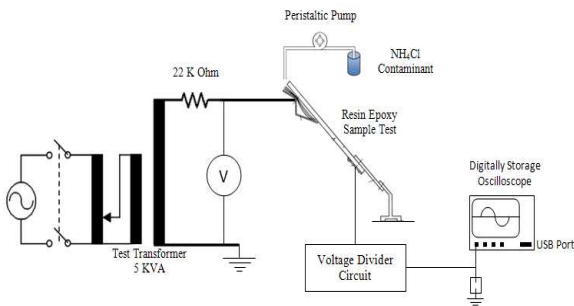 Peristaltic Pump
NH₄Cl
Contaminant
22 K Ohm
Resin Epoxy
Sample Test
V
Digitally Storage
Oscilloscope
USB Port
Test Transformer
5 KVA
Voltage Divider
Circuit